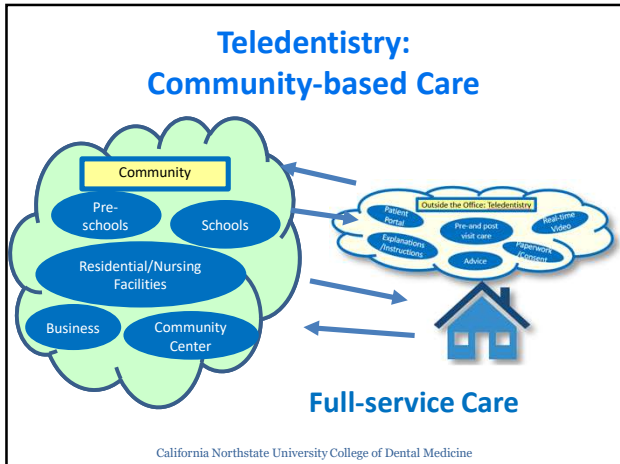 Teledentistry:
Community-based Care
Community
Pre-
schools
Schools
Residential/Nursing
Facilities
Business
Community
Center
Outside the Office: Teledentistry
Patient
Portal
Pre-and post
visit care
Real-time
Video
Explanations
/Instructions
Advice
Paperwork
/Consent
Full-service Care
California Northstate University College of Dental Medicine